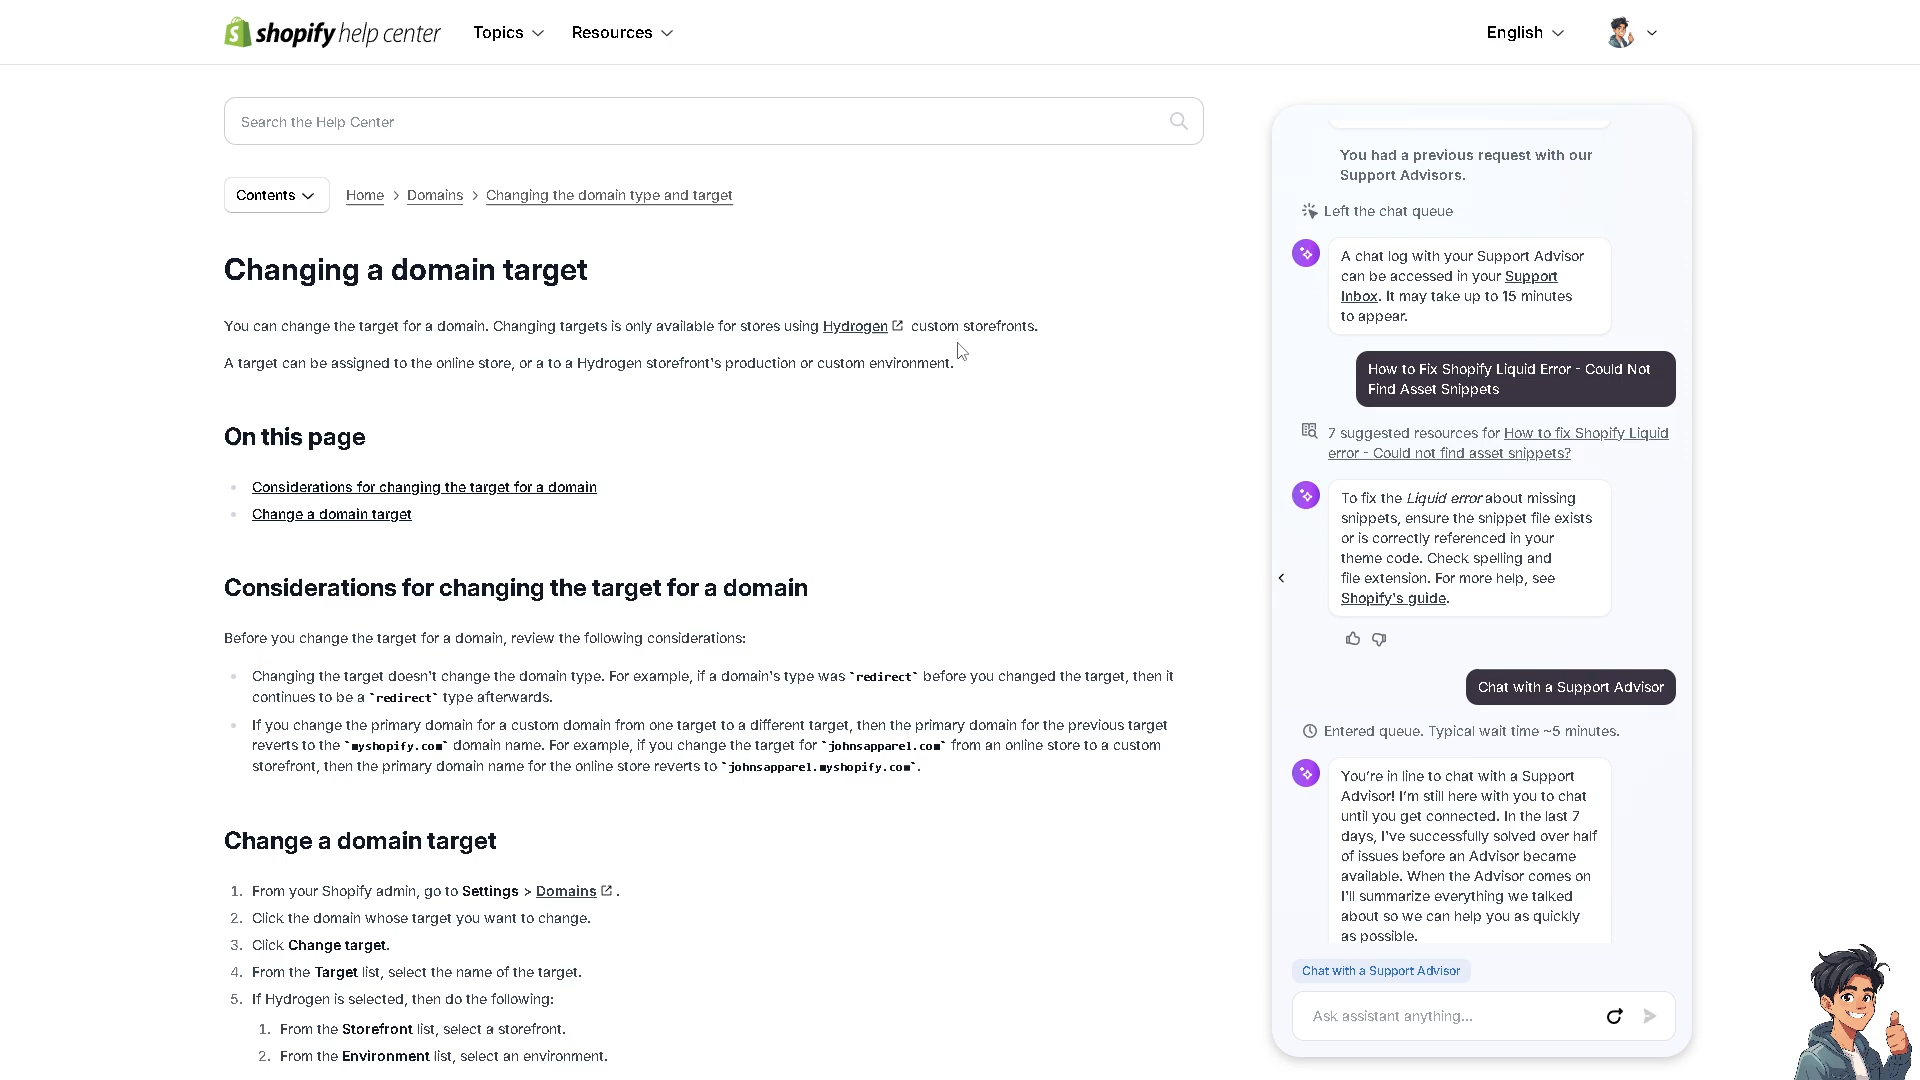 shopify help center
Topics
Resources
English
Search the Help Center
Contents
Home > Domains > Changing the domain type and target
Changing a domain target
You can change the target for a domain. Changing targets is only available for stores using Hydrogen custom storefronts.
A target can be assigned to the online store, or a to a Hydrogen storefront's production or custom environment.
On this page
Considerations for changing the target for a domain
Change a domain target
Considerations for changing the target for a domain
Before you change the target for a domain, review the following considerations:
Changing the target doesn't change the domain type. For example, if a domain's type was `redirect` before you changed the target, then it
continues to be a `redirect` type afterwards.
If you change the primary domain for a custom domain from one target to a different target, then the primary domain for the previous target
reverts to the `myshopify.com` domain name. For example, if you change the target for `johnsapparel.com` from an online store to a custom
storefront, then the primary domain name for the online store reverts to `johnsapparel.myshopify.com`.
Change a domain target
1. From your Shopify admin, go to Settings > Domains .
2. Click the domain whose target you want to change.
3. Click Change target.
4. From the Target list, select the name of the target.
5. If Hydrogen is selected, then do the following:
1. From the Storefront list, select a storefront.
2. From the Environment list, select an environment.
You had a previous request with our
Support Advisors.
Left the chat queue
A chat log with your Support Advisor
can be accessed in your Support
Inbox. It may take up to 15 minutes
to appear.
How to Fix Shopify Liquid Error - Could Not
Find Asset Snippets
7 suggested resources for How to fix Shopify Liquid
error - Could not find asset snippets?
To fix the Liquid error about missing
snippets, ensure the snippet file exists
or is correctly referenced in your
theme code. Check spelling and
file extension. For more help, see
Shopify's guide.
Chat with a Support Advisor
Entered queue. Typical wait time ~5 minutes.
You're in line to chat with a Support
Advisor! I'm still here with you to chat
until you get connected. In the last 7
days, I've successfully solved over half
of issues before an Advisor became
available. When the Advisor comes on
I'll summarize everything we talked
about so we can help you as quickly
as possible.
Chat with a Support Advisor
Ask assistant anything...